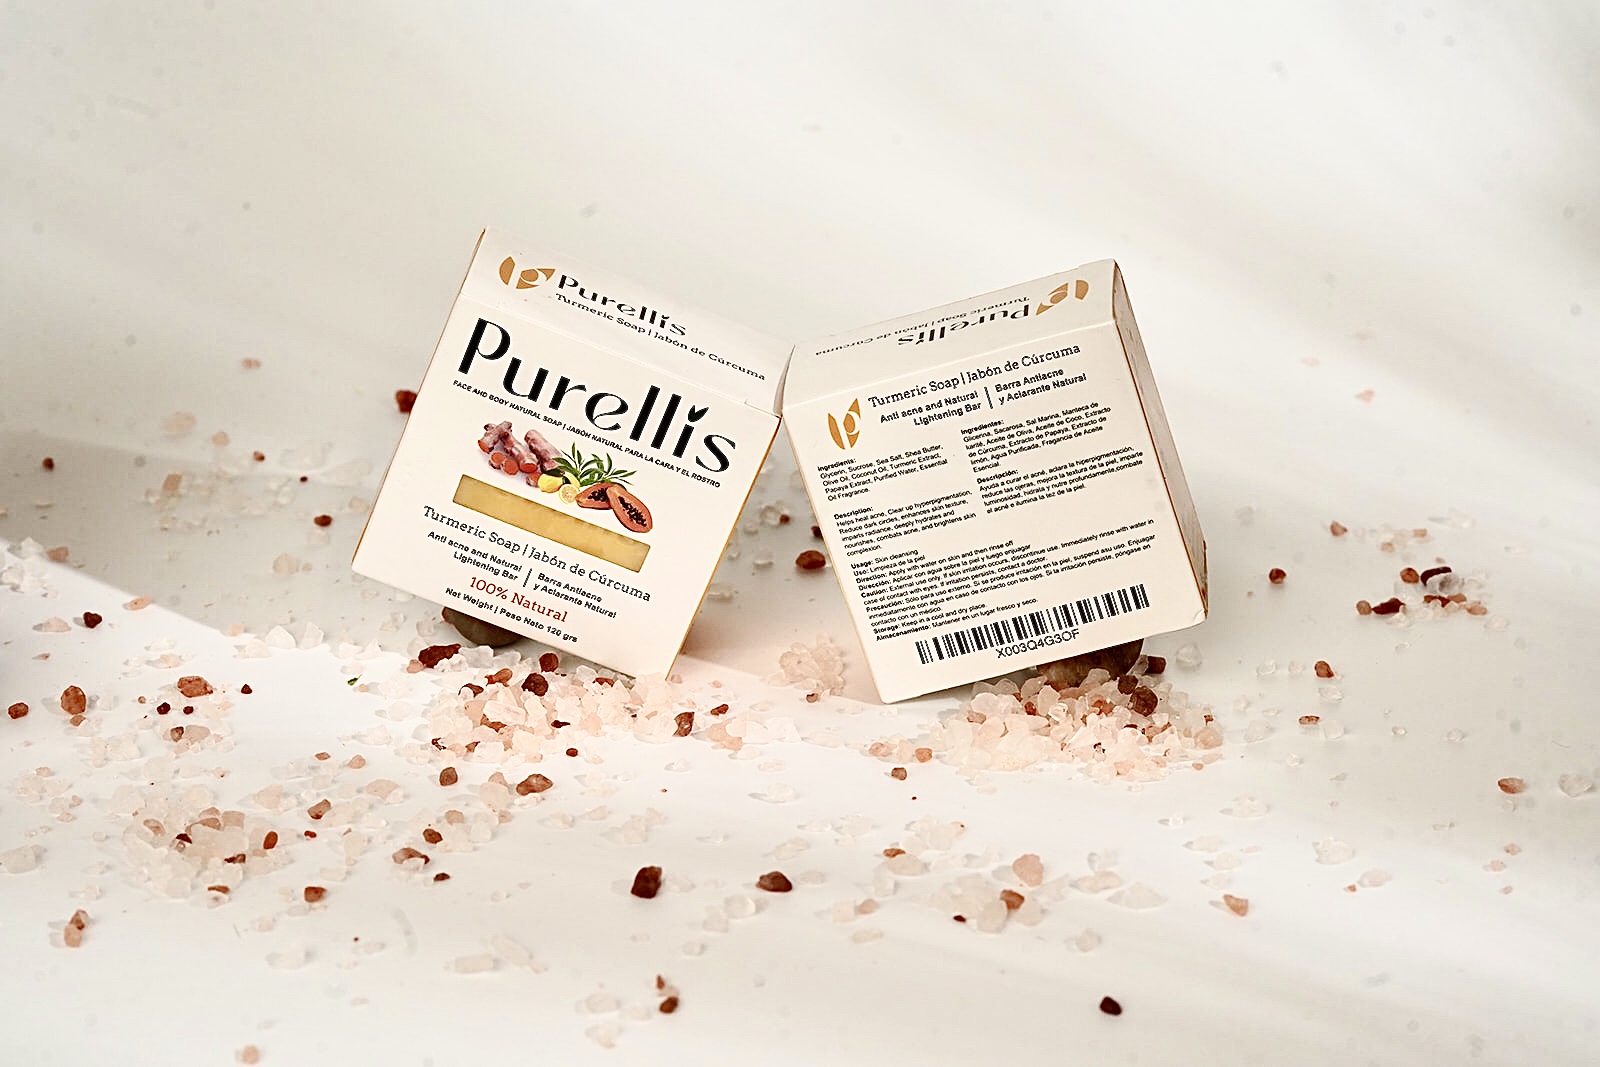 Purellis
Turmeric Soap | Jabón de Cúrcuma
Purellis
FACE AND BODY NATURAL SOAP | JABÓN NATURAL PARA LA CARA Y EL ROSTRO
Turmeric Soap | Jabón de Cúrcuma
Anti acne and Natural
Lightening Bar
Barra Antiacne
y Aclarante Natural
100% Natural
Net Weight | Peso Neto 120 grs
Purellis
Turmeric Soap | Jabón de Cúrcuma
Turmeric Soap | Jabón de Cúrcuma
Anti acne and Natural
Lightening Bar
Barra Antiacne
y Aclarante Natural
Ingredients:
Glycerin, Sucrose, Sea Salt, Shea Butter,
Olive Oil, Coconut Oil, Turmeric Extract,
Papaya Extract, Purified Water, Essential
Oil Fragrance.
Ingredientes:
Glicerina, Sacarosa, Sal Marina, Manteca de
karité, Aceite de Oliva, Aceite de Coco, Extracto
de Cúrcuma, Extracto de Papaya, Extracto de
limón, Agua Purificada, Fragancia de Aceite
Esencial.
Description:
Helps heal acne, Clear up hyperpigmentation,
Reduce dark circles, enhances skin texture,
imparts radiance, deeply hydrates and
nourishes, combats acne, and brightens skin
complexion.
Descripción:
Ayuda a curar el acné, aclara la hiperpigmentación,
reduce las ojeras, mejora la textura de la piel, imparte
luminosidad, hidrata y nutre profundamente,combate
el acné e ilumina la tez de la piel.
Usage: Skin cleansing
Uso: Limpieza de la piel
Direction: Apply with water on skin and then rinse off
Dirección: Aplicar con agua sobre la piel y luego enjuagar
Caution: External use only. If skin irritation occurs, discontinue use. Immediately rinse with water in
case of contact with eyes. If irritation persists, contact a doctor.
Precaución: Sólo para uso externo. Si se produce irritación en la piel, suspend asu uso. Enjuagar
inmediatamente con agua en caso de contacto con los ojos. Si la irritación persiste, póngase en
contacto con un médico.
Storage: Keep in a cool and dry place.
Almacenamiento: Mantener en un lugar fresco y seco.
X003Q4G3OF